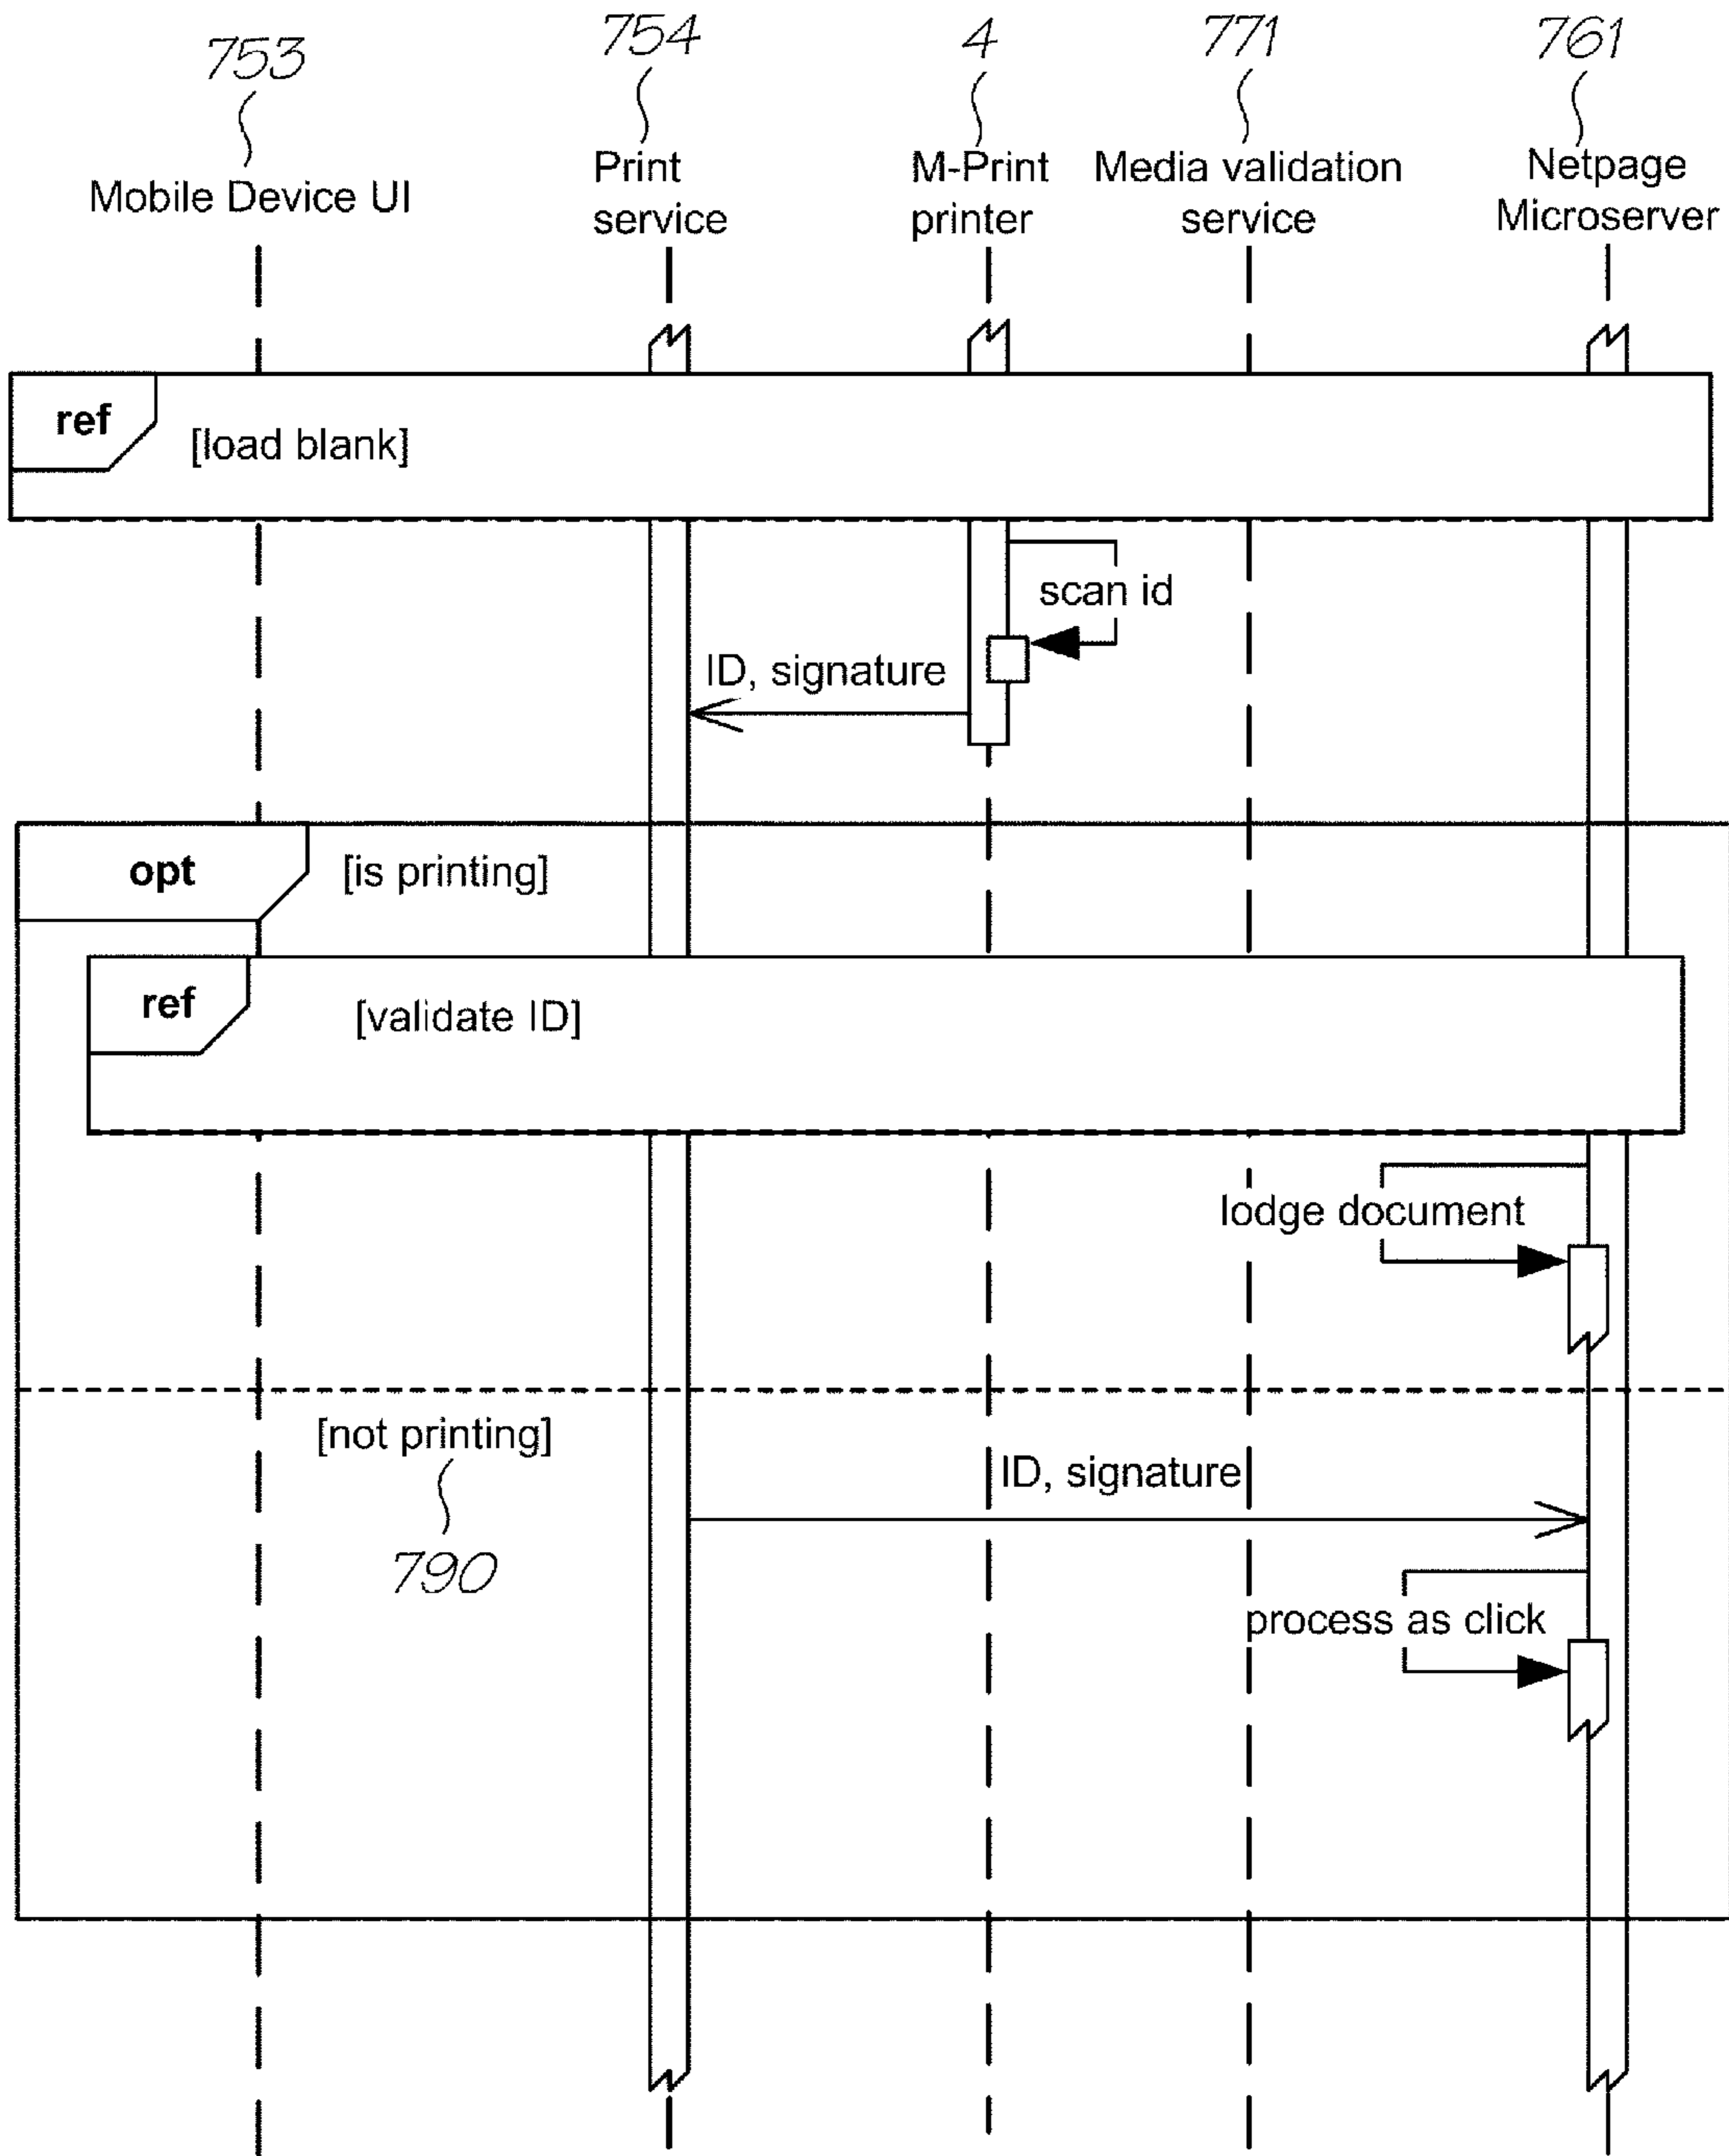 753
754
4
771
761
Mobile Device UI
Print
service
M-Print
printer
Media validation
service
Netpage
Microserver
ref
[load blank]
scan id
ID, signature
opt
[is printing]
ref
[validate ID]
lodge document
[not printing]
ID, signature
790
process as click